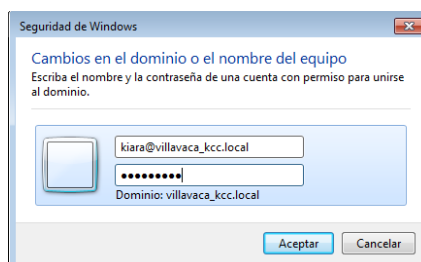 Seguridad de Windows
Cambios en el dominio o el nombre del equipo
Escriba el nombre y la contraseña de una cuenta con permiso para unirse
al dominio.
kiara@villavaca_kcc.local
●●●●●●●●●
Dominio: villavaca_kcc.local
Aceptar
Cancelar